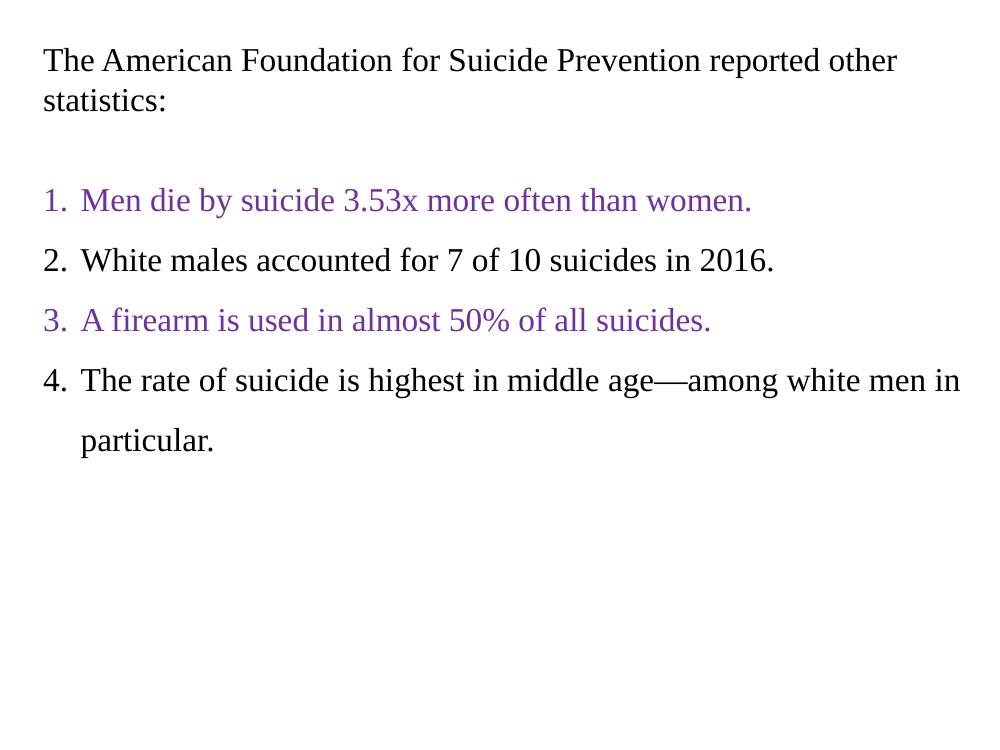 The American Foundation for Suicide Prevention reported other
statistics:
1. Men die by suicide 3.53x more often than women.
2. White males accounted for 7 of 10 suicides in 2016.
3. A firearm is used in almost 50% of all suicides.
4. The rate of suicide is highest in middle age—among white men in
particular.